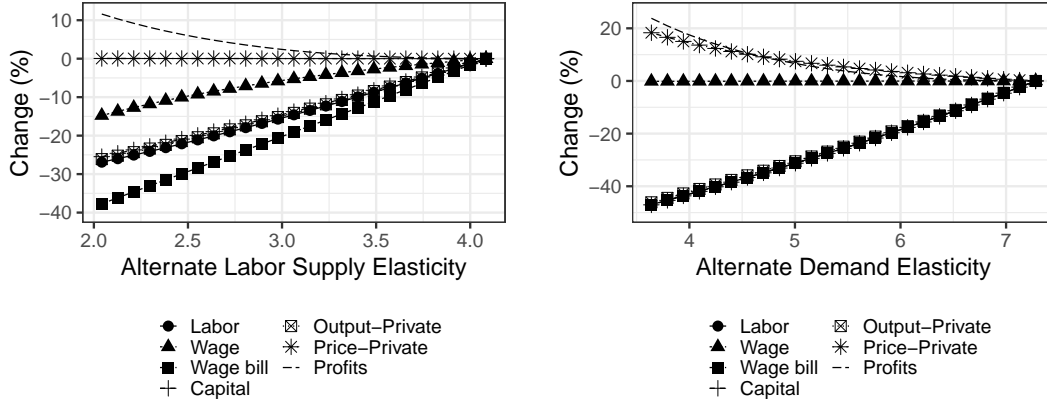 10
0
−10
−20
−30
−40
Change (%)
2.0 2.5 3.0 3.5 4.0
Alternate Labor Supply Elasticity
Labor Output−Private
Wage Price−Private
Wage bill Profits
Capital
20
0
−20
−40
Change (%)
4 5 6 7
Alternate Demand Elasticity
Labor Output−Private
Wage Price−Private
Wage bill Profits
Capital